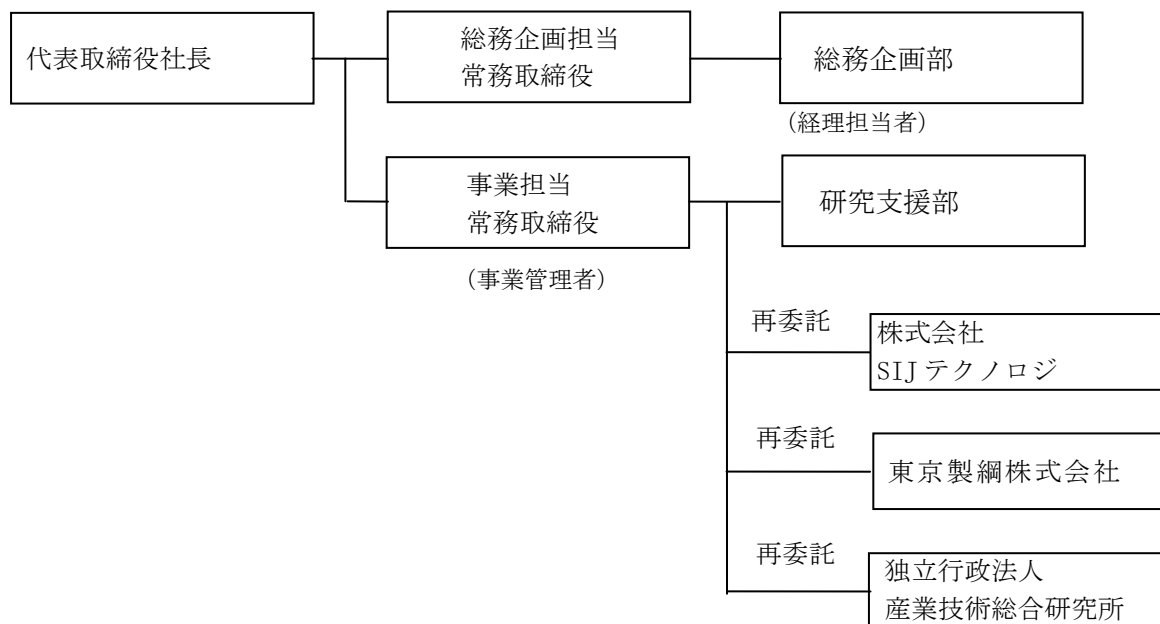 代表取締役社長
総務企画担当
常務取締役
総務企画部
（経理担当者）
事業担当
常務取締役
研究支援部
（事業管理者）
再委託
株式会社
SIJテクノロジ
再委託
東京製綱株式会社
再委託
独立行政法人
産業技術総合研究所